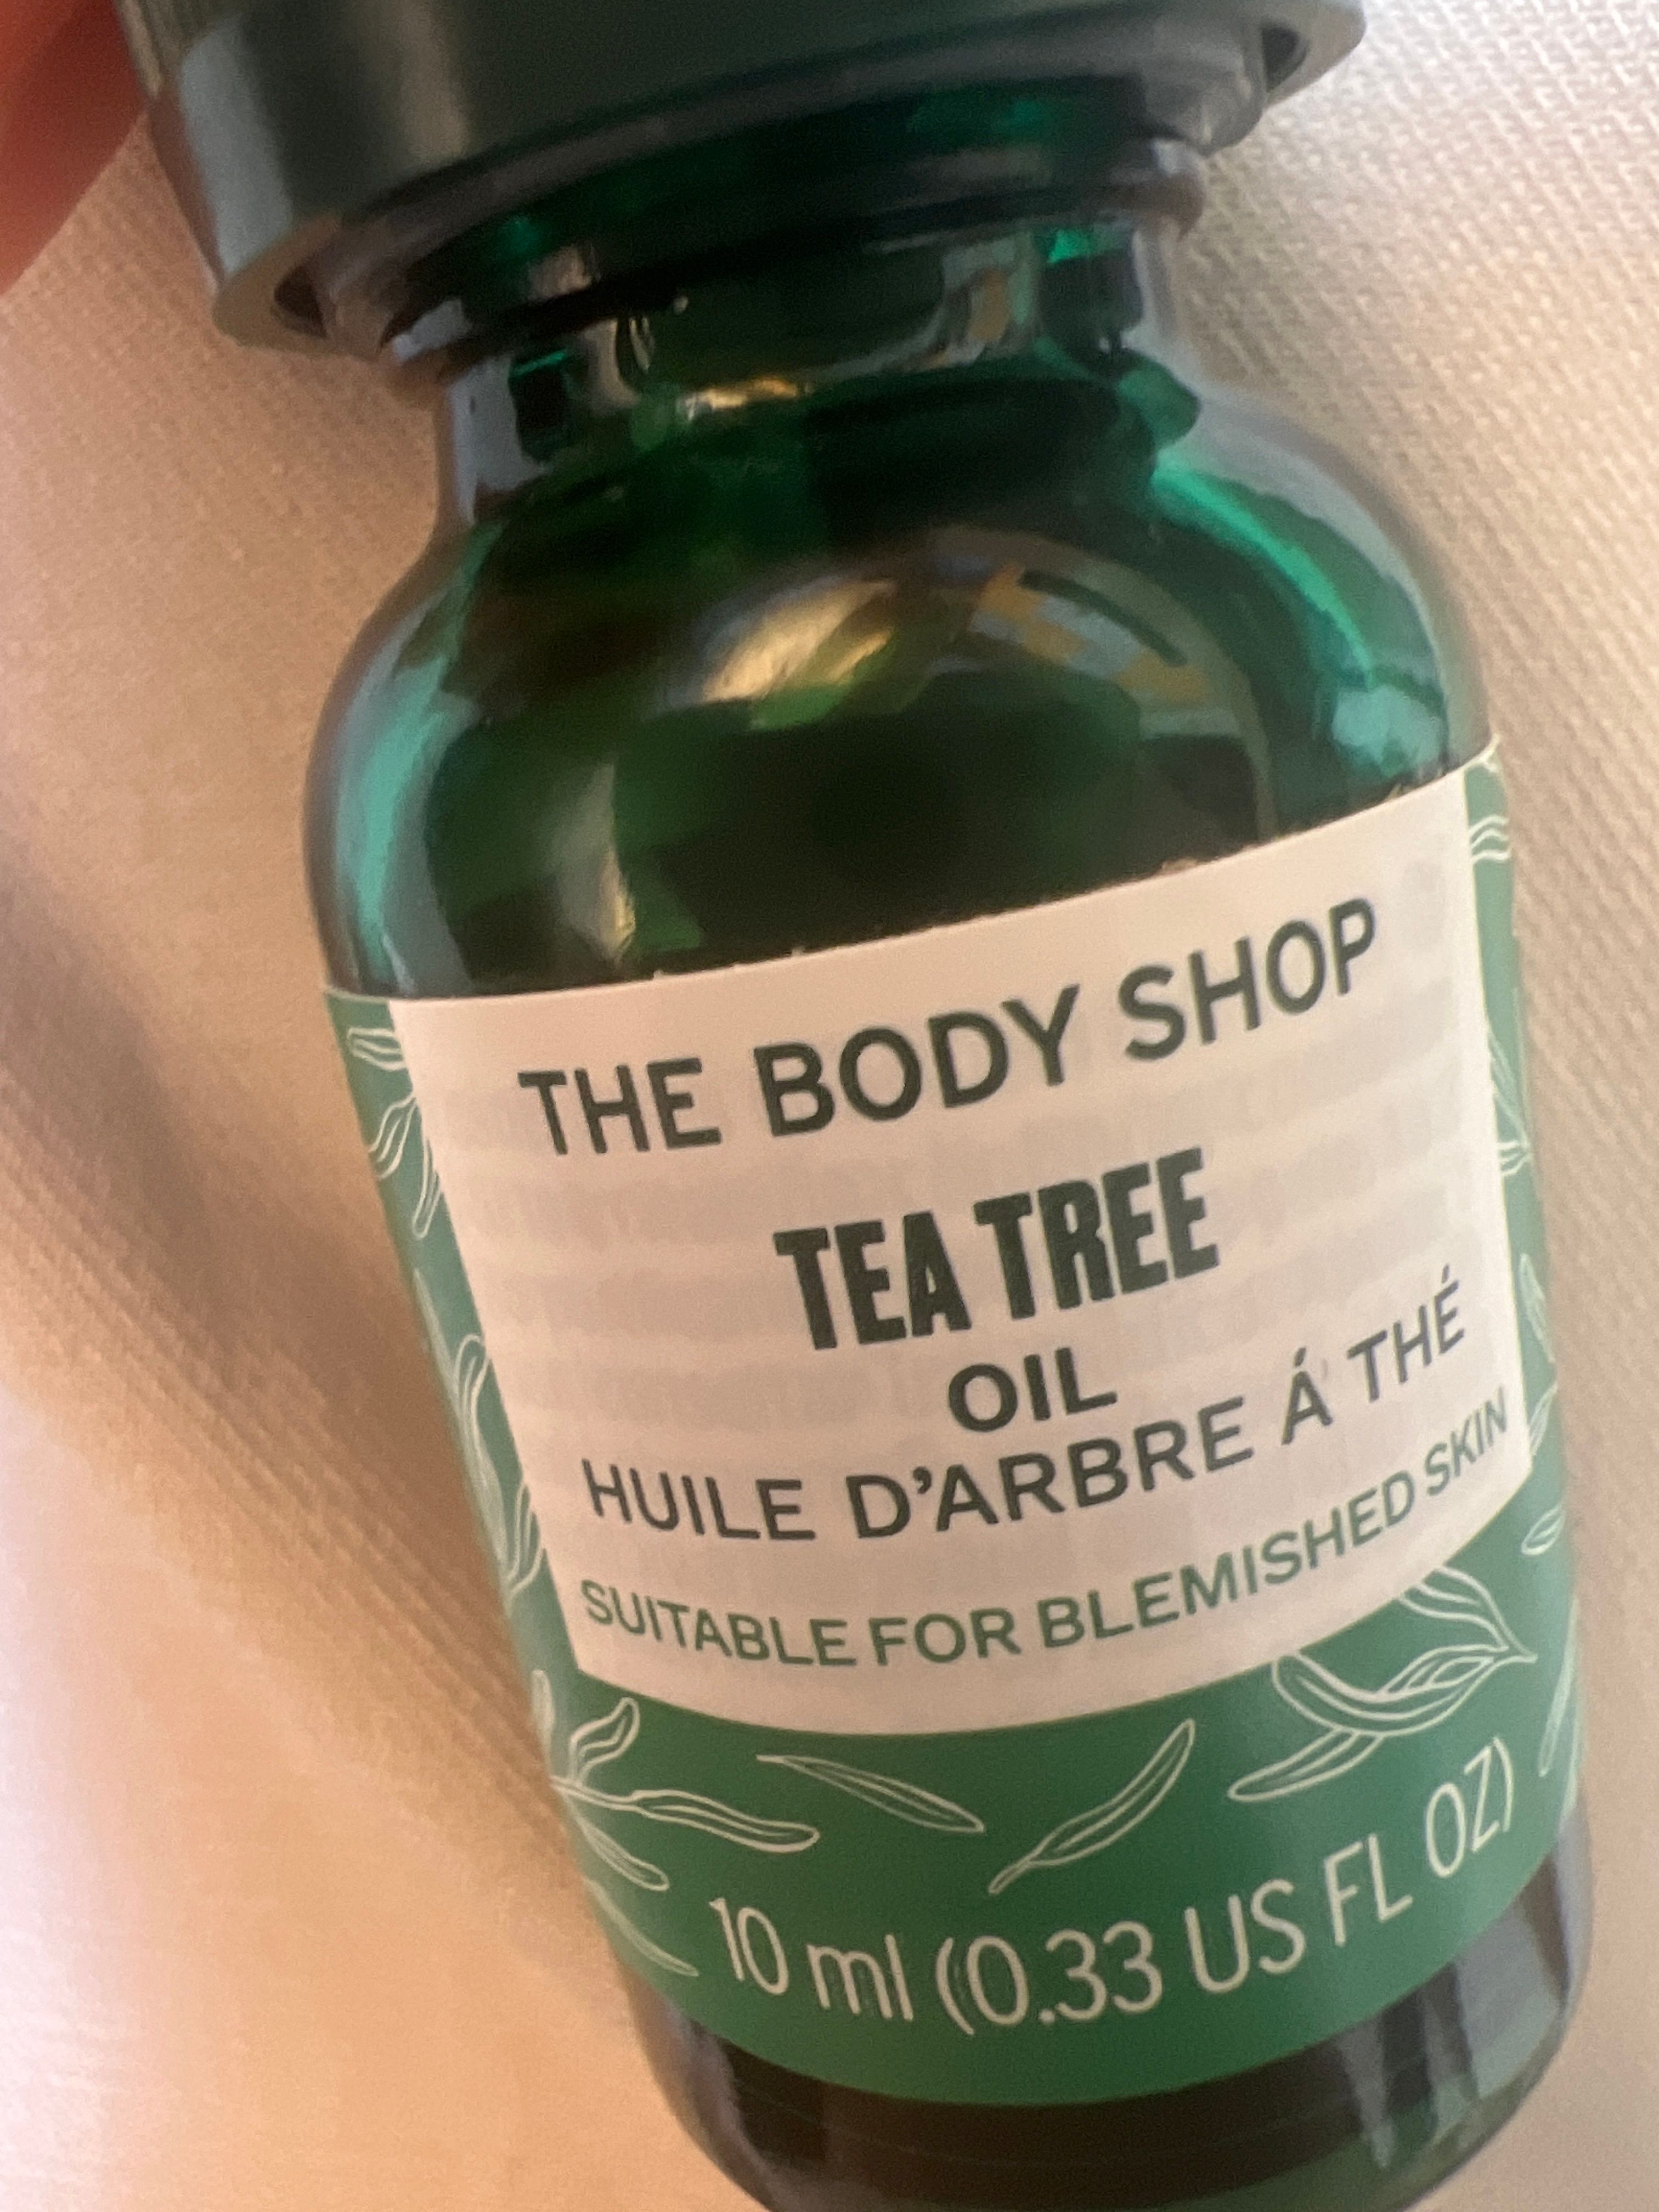 THE BODY SHOP
TEA TREE
OIL
HUILE D'ARBRE Á THÉ
SUITABLE FOR BLEMISHED SKIN
10 ml (0.33 US FL OZ)